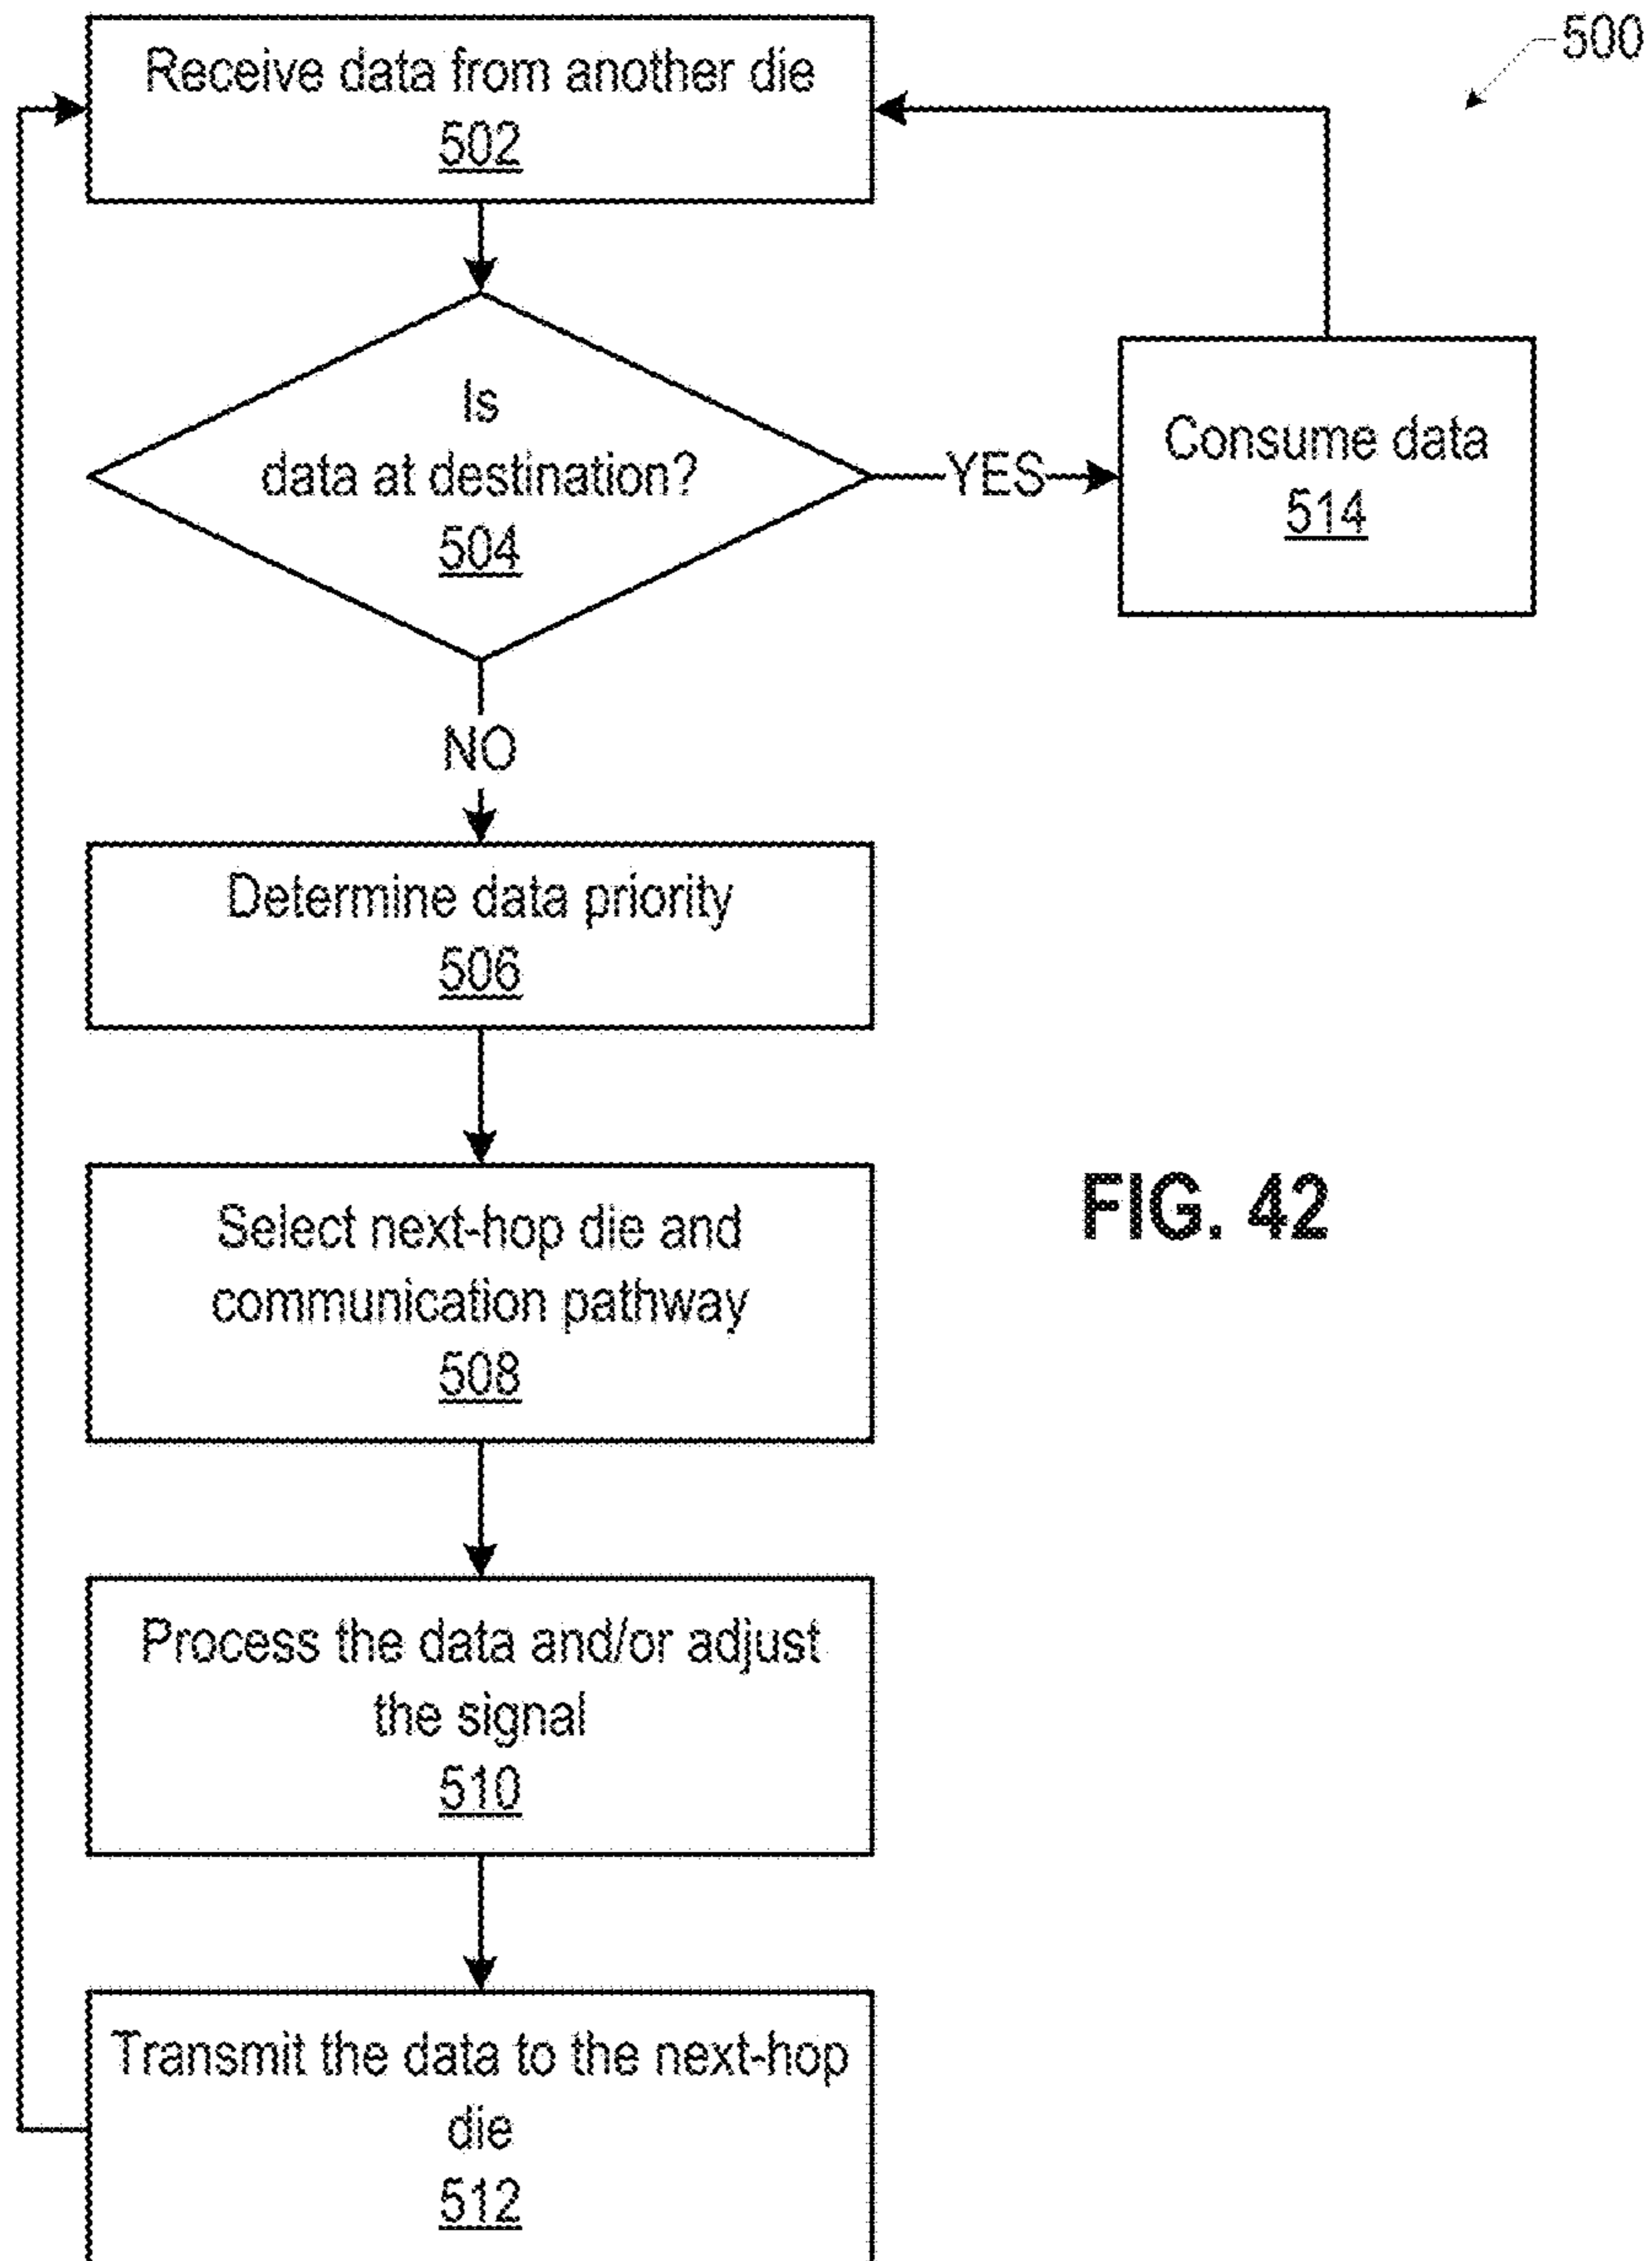 500
Receive data from another die
502
Is
data at destination?
504
YES
Consume data
514
NO
Determine data priority
506
Select next-hop die and
communication pathway
508
FIG. 42
Process the data and/or adjust
the signal
510
Transmit the data to the next-hop
die
512